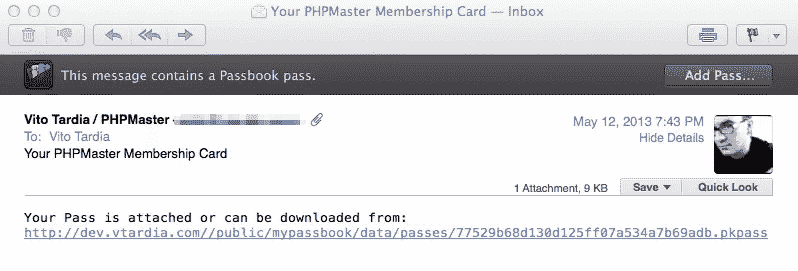 Your PHPMaster Membership Card — Inbox
This message contains a Passbook pass.
Add Pass...
Vito Tardia / PHPMaster
May 12, 2013 7:43 PM
To: Vito Tardia
Hide Details
Your PHPMaster Membership Card
1 Attachment, 9 KB
Save
Quick Look
Your Pass is attached or can be downloaded from:
http://dev.vtardia.com//public/mypassbook/data/passes/77529b68d130d125ff07a534a7b69adb.pkpass